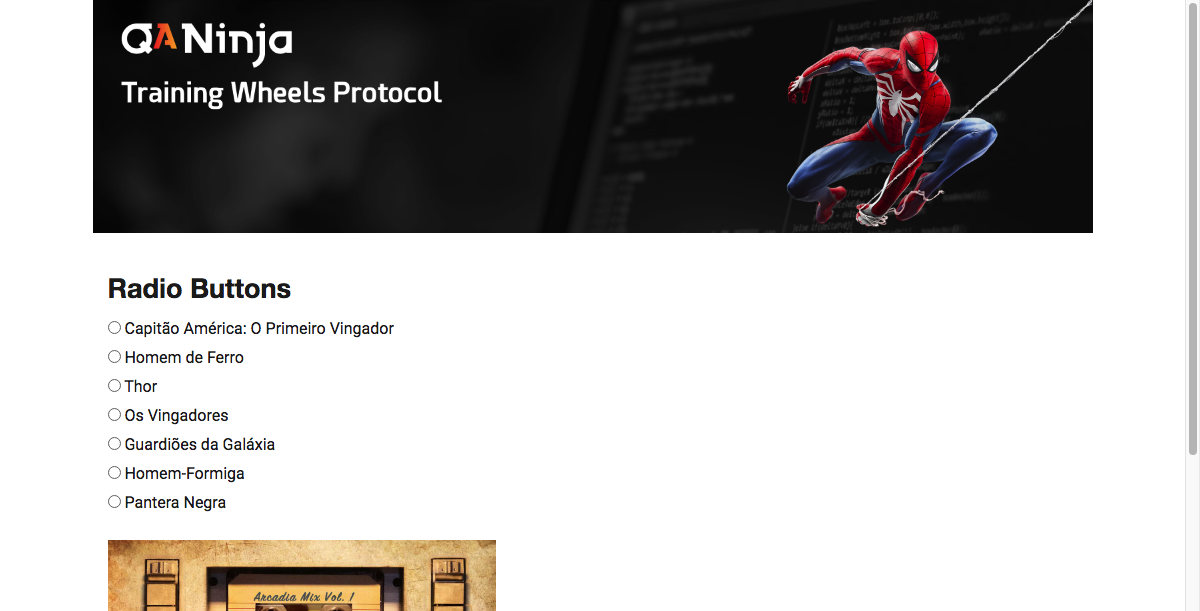 QANinja
Training Wheels Protocol
Radio Buttons
Capitão América: O Primeiro Vingador
Homem de Ferro
Thor
Os Vingadores
Guardiões da Galáxia
Homem-Formiga
Pantera Negra
Arcadia Mix Vol. 1